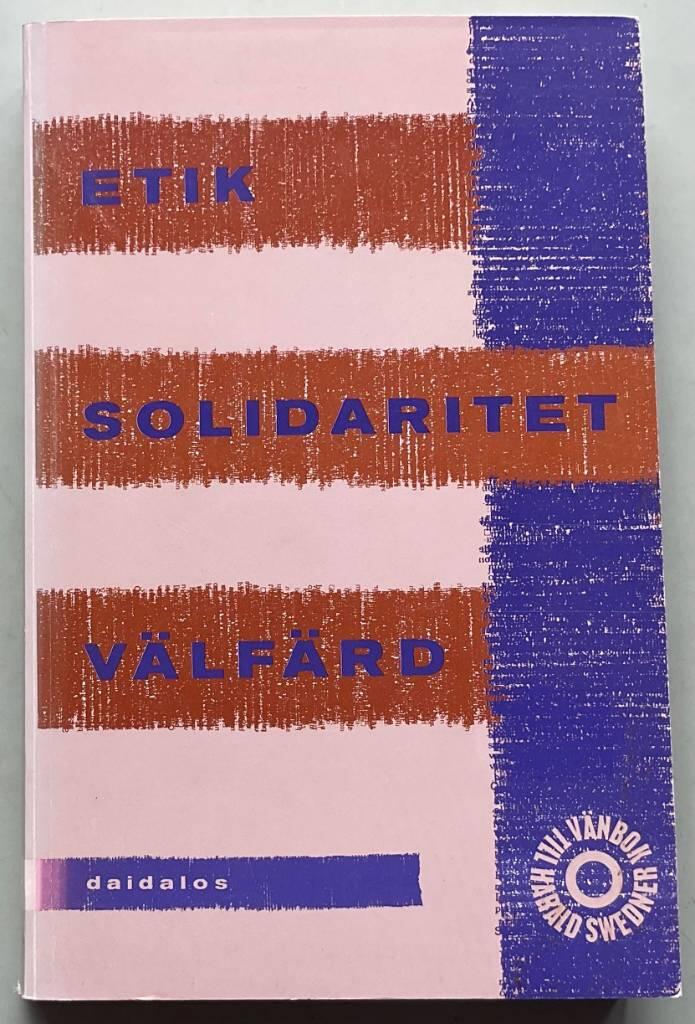 ETIK
SOLIDARITET
VÄLFÄRD
daidalos
VÄNBOK TILL HARALD SWEDNER